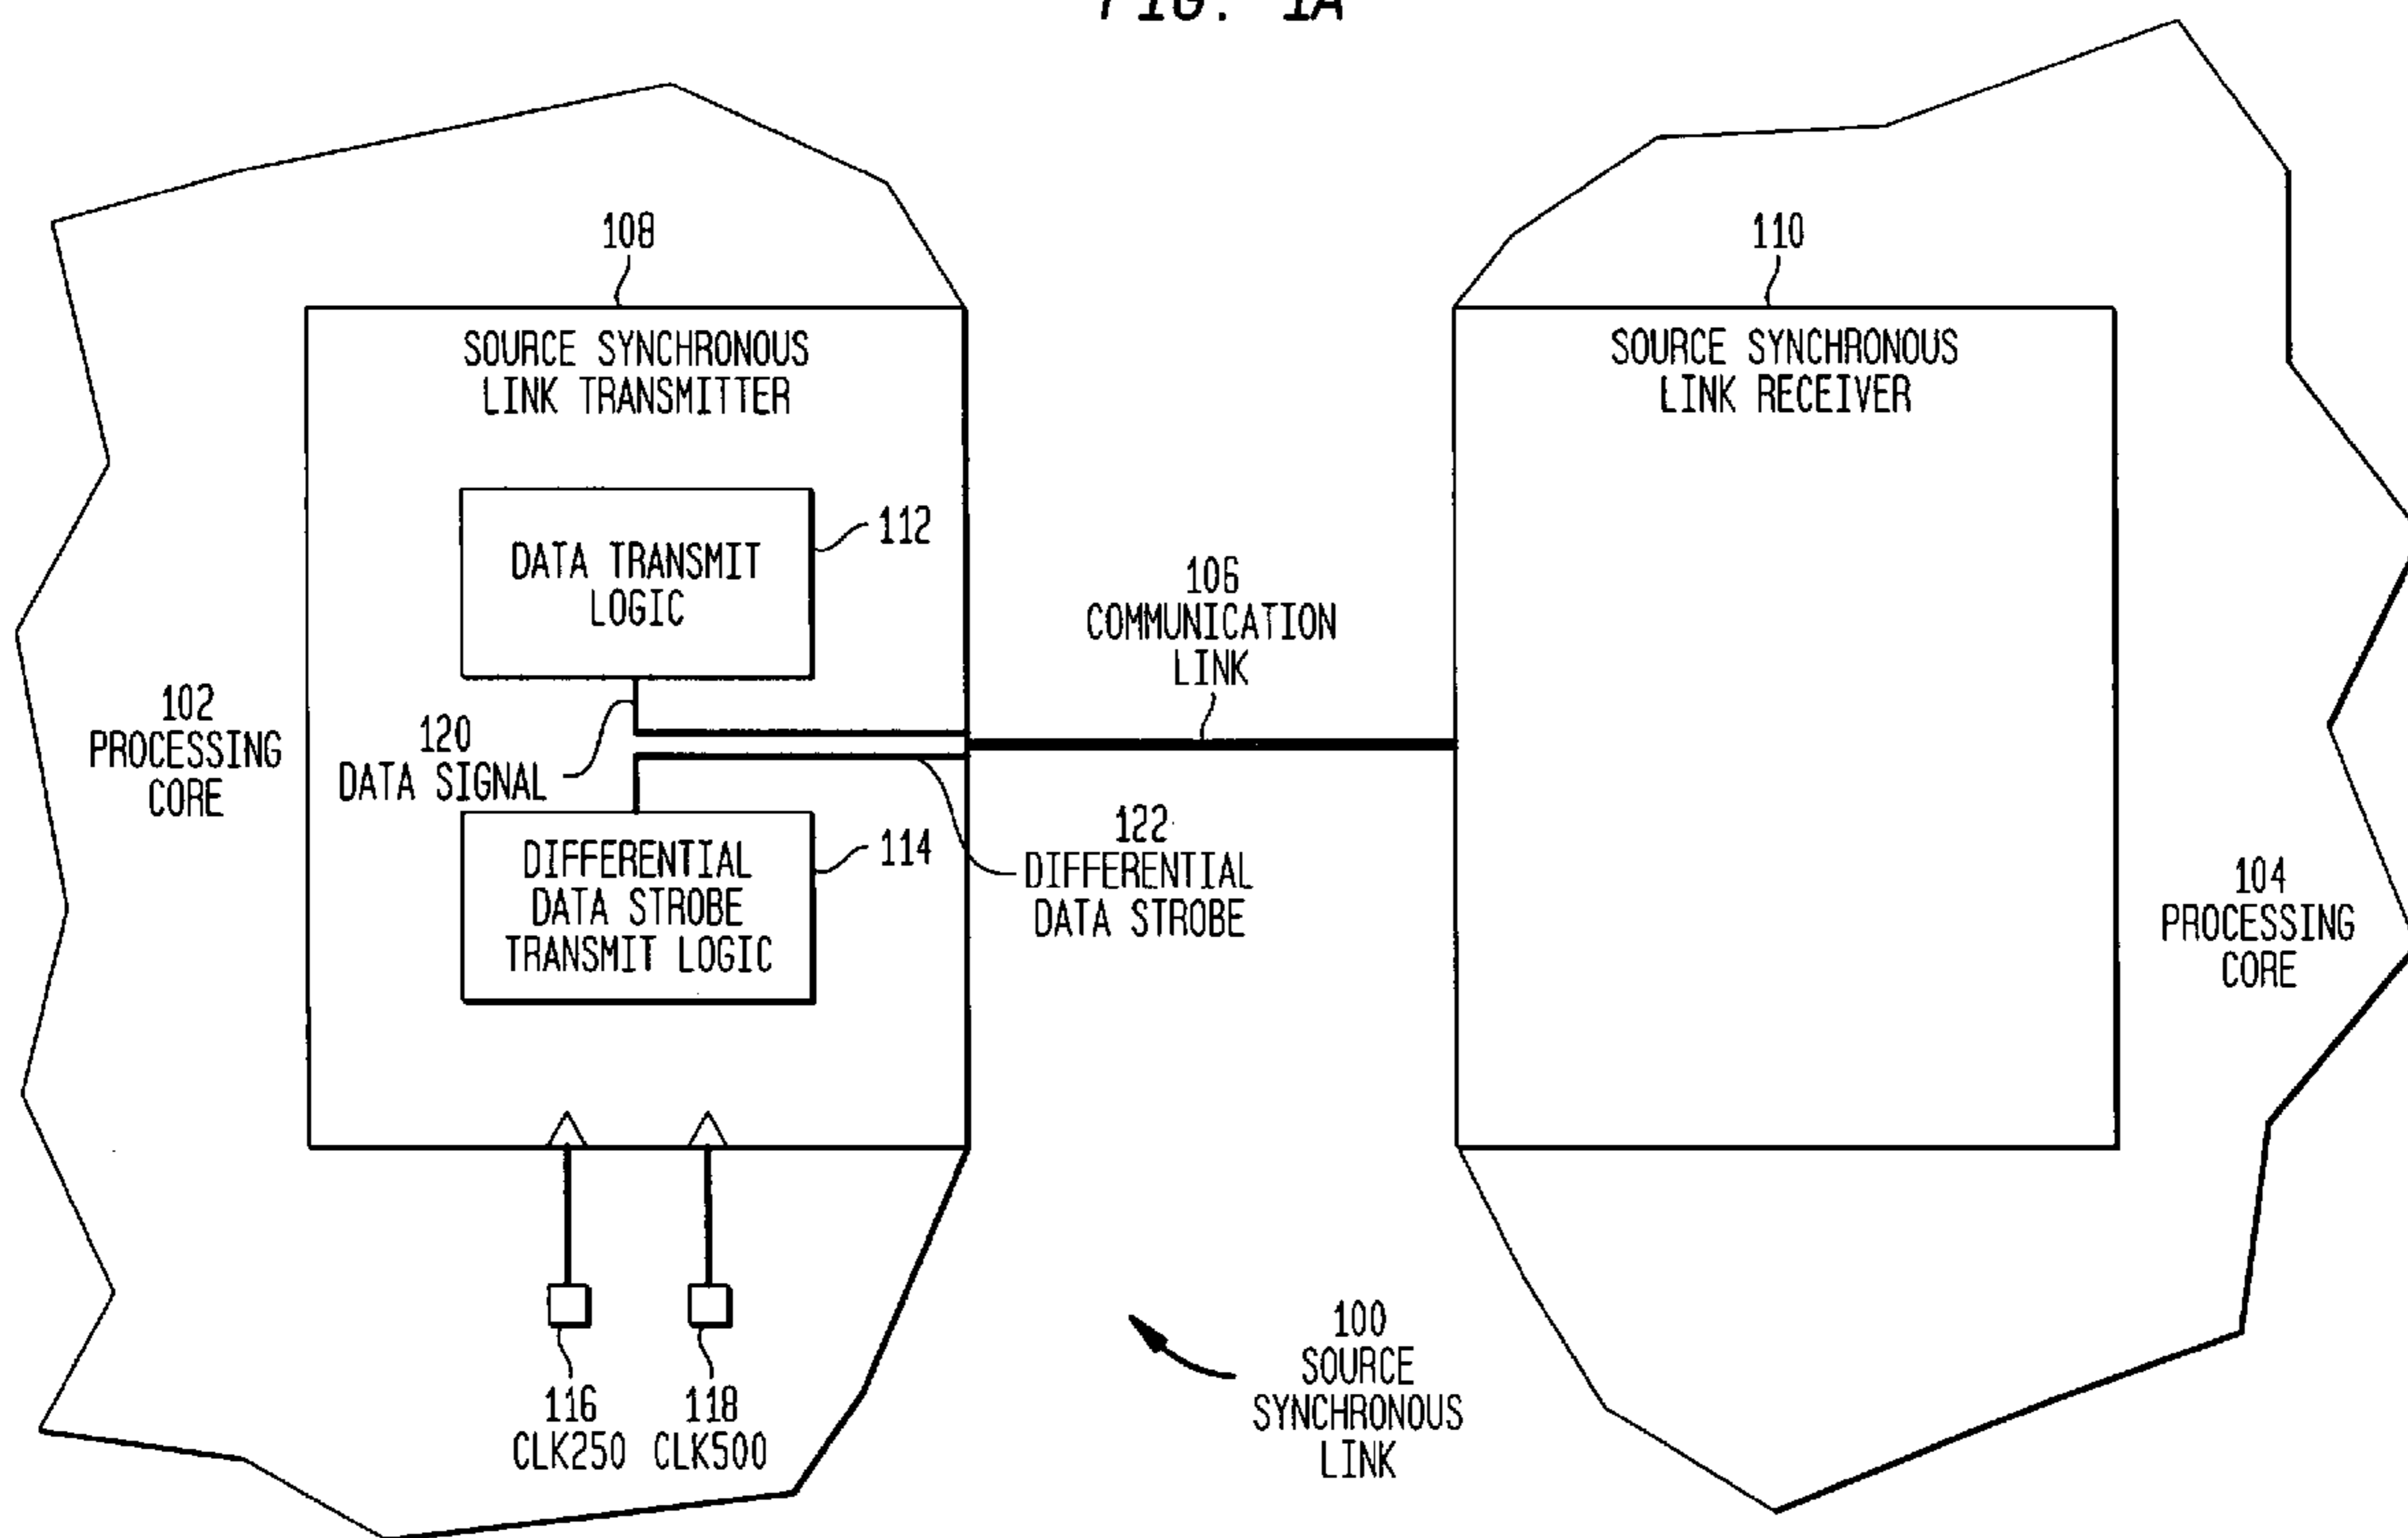 FIG. 1A
108
SOURCE SYNCHRONOUS
LINK TRANSMITTER
110
SOURCE SYNCHRONOUS
LINK RECEIVER
112
DATA TRANSMIT
LOGIC
106
COMMUNICATION
LINK
102
PROCESSING
CORE
120
DATA SIGNAL
114
DIFFERENTIAL
DATA STROBE
TRANSMIT LOGIC
122
DIFFERENTIAL
DATA STROBE
104
PROCESSING
CORE
116
CLK250
118
CLK500
100
SOURCE
SYNCHRONOUS
LINK